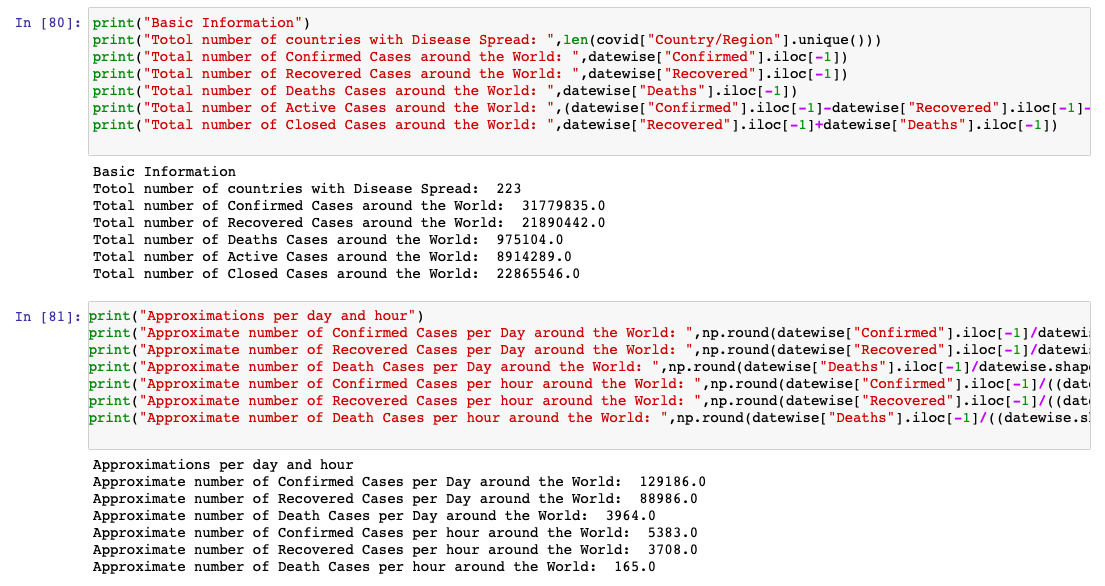 In [80]: print("Basic Information")
print("Totol number of countries with Disease Spread: ",len(covid["Country/Region"].unique()))
print("Total number of Confirmed Cases around the World: ",datewise["Confirmed"].iloc[-1])
print("Total number of Recovered Cases around the World: ",datewise["Recovered"].iloc[-1])
print("Total number of Deaths Cases around the World: ",datewise["Deaths"].iloc[-1])
print("Total number of Active Cases around the World: ",(datewise["Confirmed"].iloc[-1]-datewise["Recovered"].iloc[-1]-
print("Total number of Closed Cases around the World: ",datewise["Recovered"].iloc[-1]+datewise["Deaths"].iloc[-1])
Basic Information
Totol number of countries with Disease Spread:  223
Total number of Confirmed Cases around the World:  31779835.0
Total number of Recovered Cases around the World:  21890442.0
Total number of Deaths Cases around the World:  975104.0
Total number of Active Cases around the World:  8914289.0
Total number of Closed Cases around the World:  22865546.0
In [81]: print("Approximations per day and hour")
print("Approximate number of Confirmed Cases per Day around the World: ",np.round(datewise["Confirmed"].iloc[-1]/datewi
print("Approximate number of Recovered Cases per Day around the World: ",np.round(datewise["Recovered"].iloc[-1]/datewi
print("Approximate number of Death Cases per Day around the World: ",np.round(datewise["Deaths"].iloc[-1]/datewise.shap
print("Approximate number of Confirmed Cases per hour around the World: ",np.round(datewise["Confirmed"].iloc[-1]/((dat
print("Approximate number of Recovered Cases per hour around the World: ",np.round(datewise["Recovered"].iloc[-1]/((dat
print("Approximate number of Death Cases per hour around the World: ",np.round(datewise["Deaths"].iloc[-1]/((datewise.s
Approximations per day and hour
Approximate number of Confirmed Cases per Day around the World:  129186.0
Approximate number of Recovered Cases per Day around the World:  88986.0
Approximate number of Death Cases per Day around the World:  3964.0
Approximate number of Confirmed Cases per hour around the World:  5383.0
Approximate number of Recovered Cases per hour around the World:  3708.0
Approximate number of Death Cases per hour around the World:  165.0